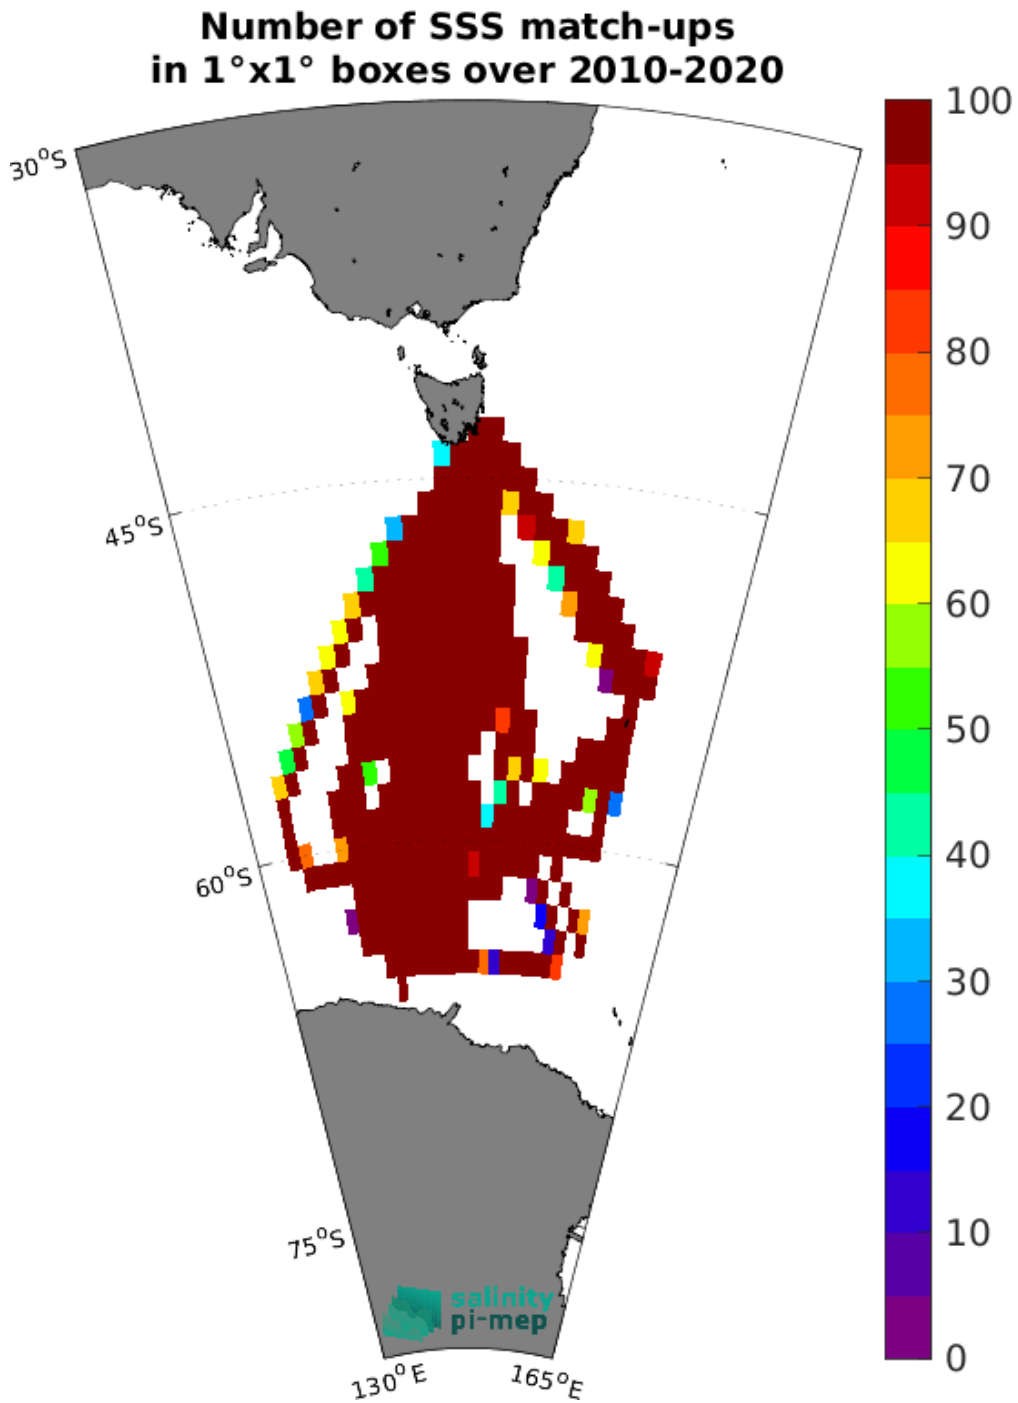 Number of SSS match-ups
in 1°x1° boxes over 2010-2020
30°S
45°S
60°S
75°S
130°E
165°E
100
90
80
70
60
50
40
30
20
10
0
salinity
pi-mep